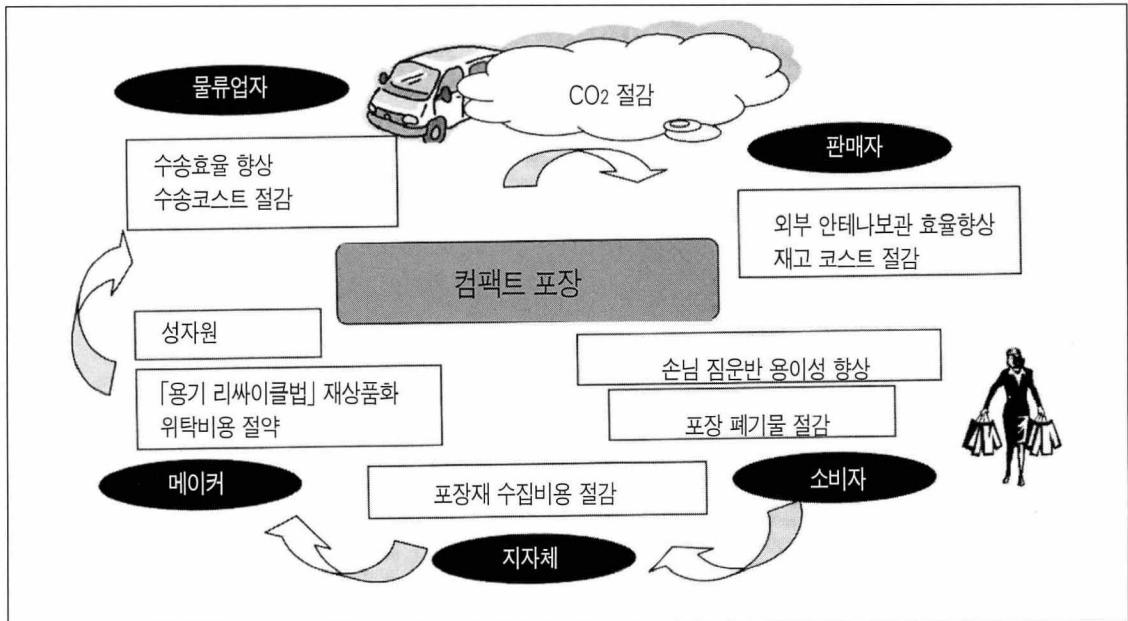 물류업자
CO2 절감
판매자
수송효율 향상
수송코스트 절감
외부 안테나보관 효율향상
재고 코스트 절감
컴팩트 포장
성자원
손님 짐운반 용이성 향상
「용기 리싸이클법」 재상품화
위탁비용 절약
포장 폐기물 절감
메이커
포장재 수집비용 절감
소비자
지자체